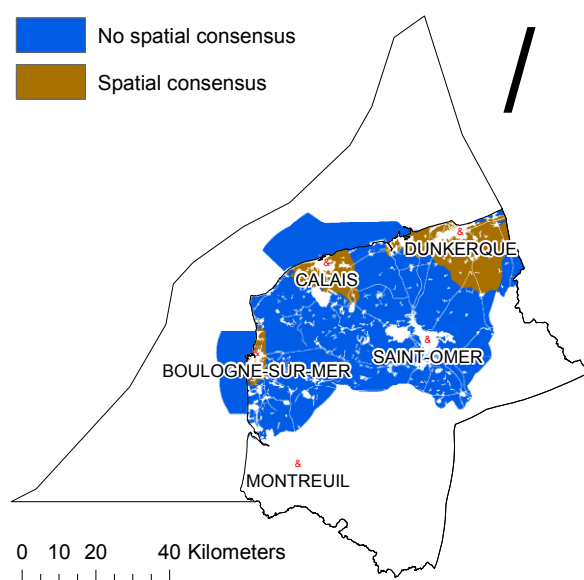 No spatial consensus
Spatial consensus
&
DUNKERQUE
&
CALAIS
&
SAINT-OMER
&
BOULOGNE-SUR-MER
&
MONTREUIL
0 10 20 40 Kilometers